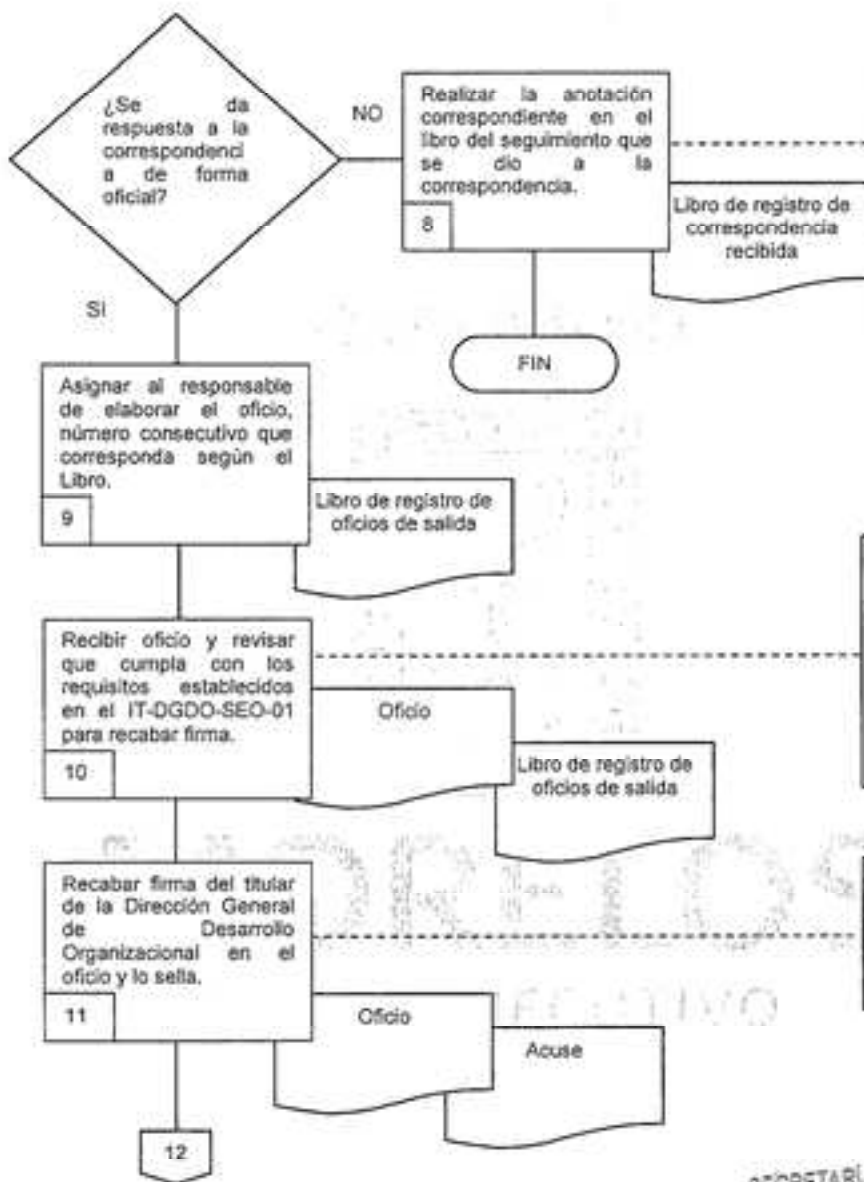 ¿Se da
respuesta a la
correspondenci
a de forma
oficial?
NO
Realizar la anotación
correspondiente en el
libro del seguimiento que
se dio a la
correspondencia.
8
Libro de registro de
correspondencia
recibida
FIN
SI
Asignar al responsable
de elaborar el oficio,
número consecutivo que
corresponda según el
Libro.
9
Libro de registro de
oficios de salida
Recibir oficio y revisar
que cumpla con los
requisitos establecidos
en el IT-DGDO-SEO-01
para recabar firma.
10
Oficio
Libro de registro de
oficios de salida
Recabar firma del titular
de la Dirección General
de Desarrollo
Organizacional en el
oficio y lo sella.
11
Oficio
Acuse
12